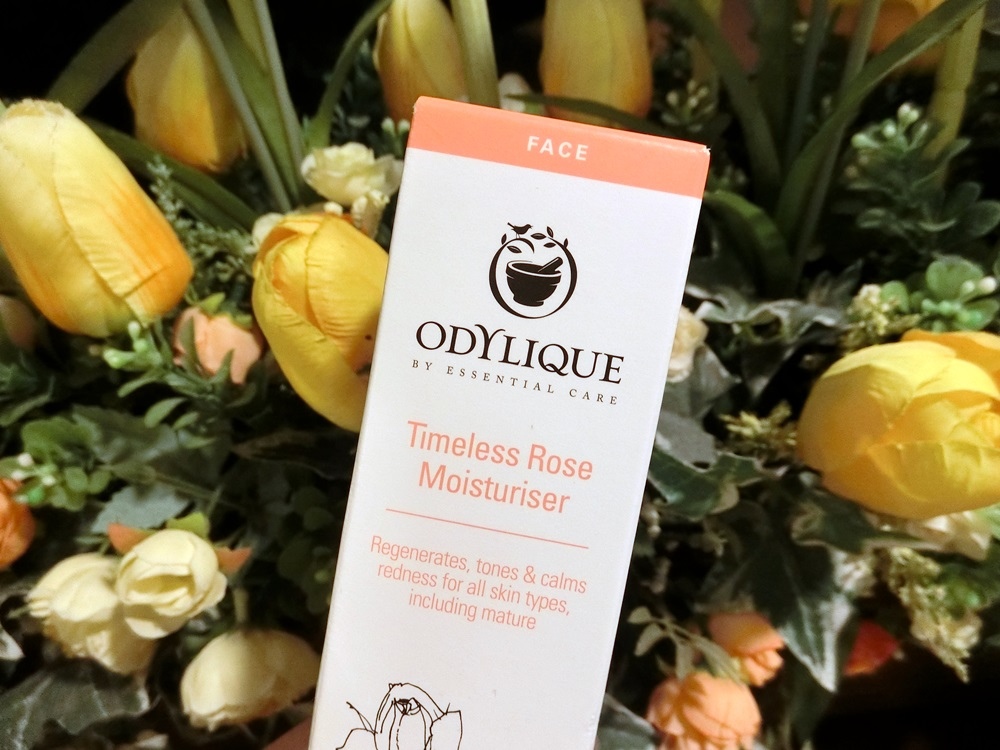 FACE
ODYLIQUE
BY ESSENTIAL CARE
Timeless Rose
Moisturiser
Regenerates, tones & calms
redness for all skin types,
including mature